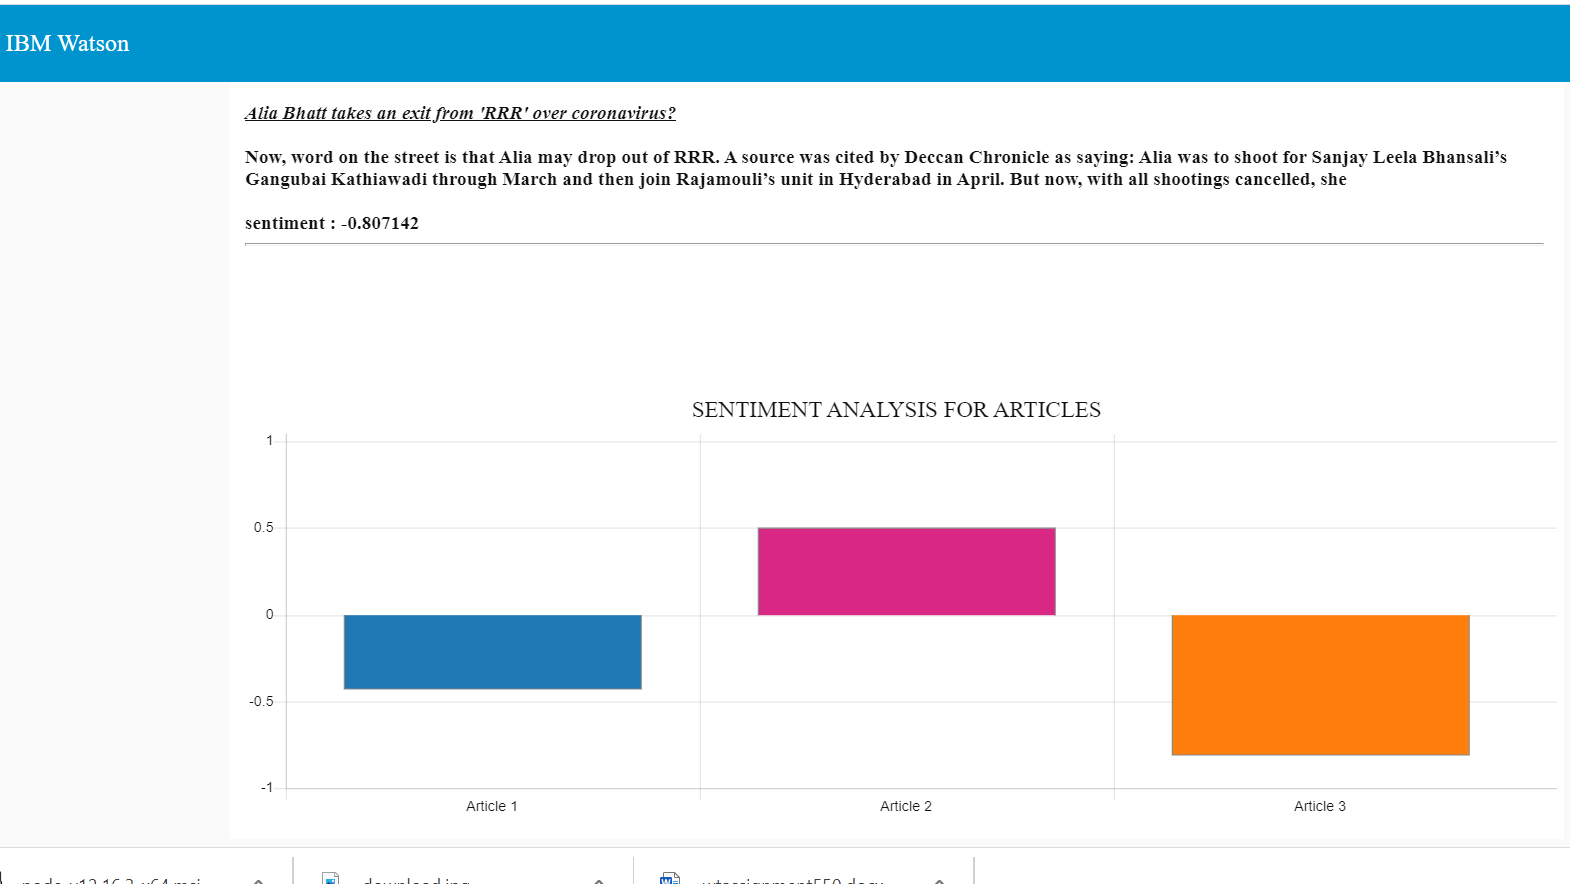 IBM Watson
Alia Bhatt takes an exit from 'RRR' over coronavirus?
Now, word on the street is that Alia may drop out of RRR. A source was cited by Deccan Chronicle as saying: Alia was to shoot for Sanjay Leela Bhansali’s
Gangubai Kathiawadi through March and then join Rajamouli’s unit in Hyderabad in April. But now, with all shootings cancelled, she
sentiment : -0.807142
SENTIMENT ANALYSIS FOR ARTICLES
1
0.5
0
-0.5
-1
Article 1 Article 2 Article 3